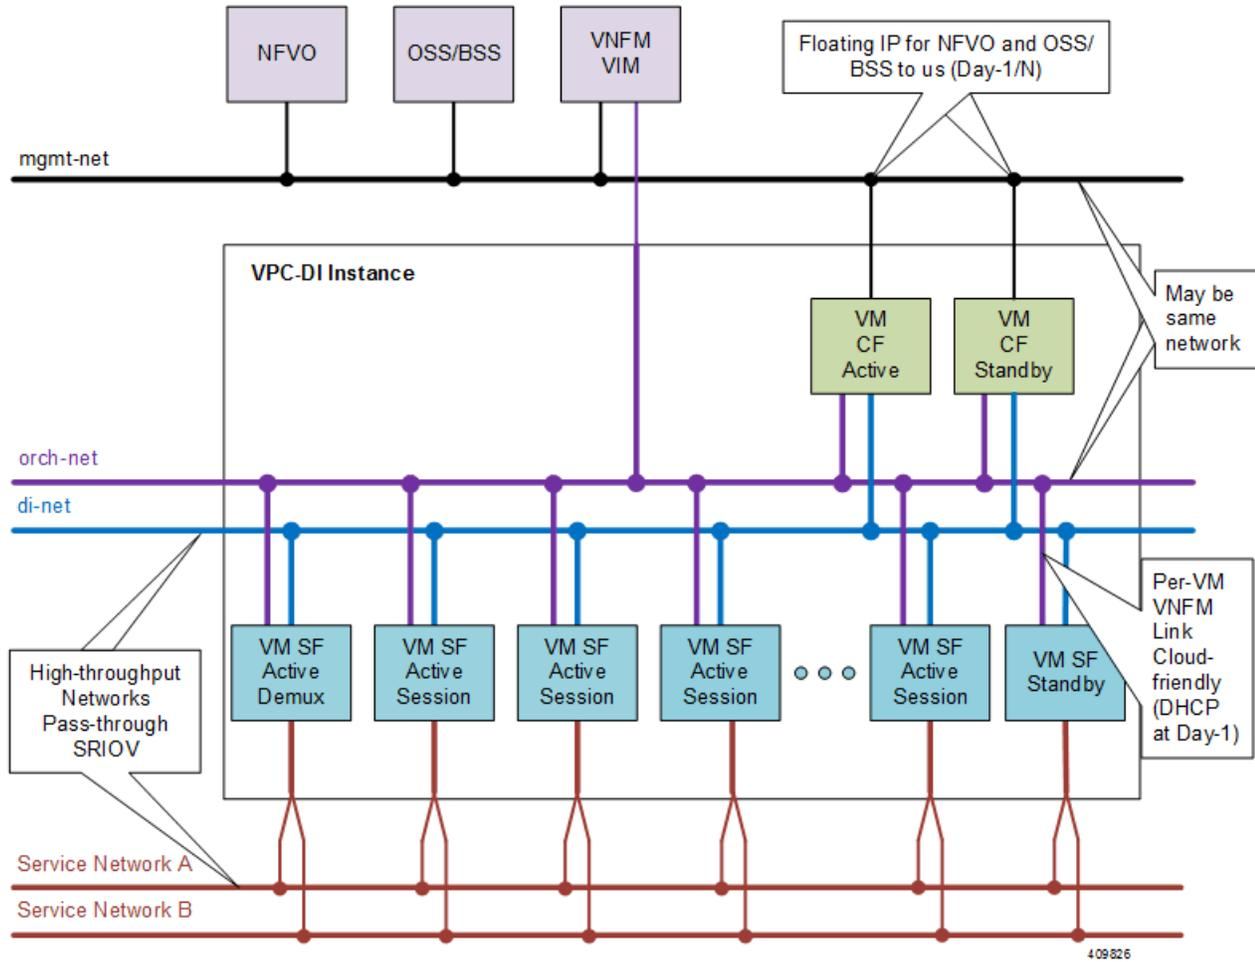 NFVO
OSS/BSS
VNFM
VIM
Floating IP for NFVO and OSS/
BSS to us (Day-1/N)
mgmt-net
VPC-DI Instance
VM
CF
Active
VM
CF
Standby
May be
same
network
orch-net
di-net
VM SF
Active
Demux
VM SF
Active
Session
VM SF
Active
Session
VM SF
Active
Session
VM SF
Active
Session
VM SF
Standby
Per-VM
VNFM
Link
Cloud-
friendly
(DHCP
at Day-1)
High-throughput
Networks
Pass-through
SRIOV
Service Network A
Service Network B
409826